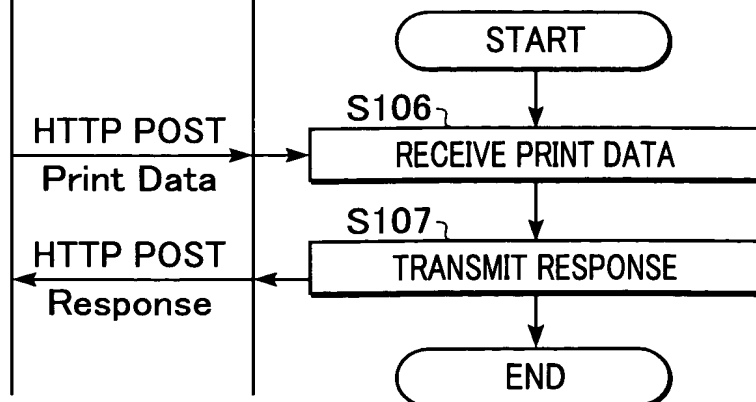 START
S106
HTTP POST
RECEIVE PRINT DATA
Print Data
S107
HTTP POST
TRANSMIT RESPONSE
Response
END